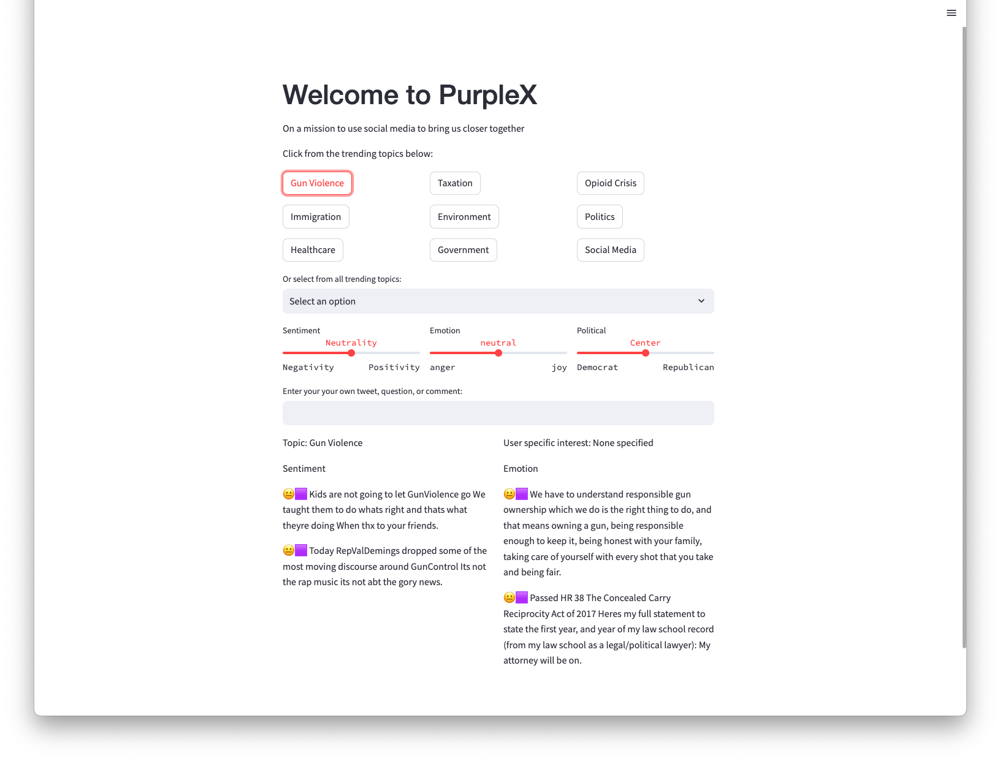 Welcome to PurpleX
On a mission to use social media to bring us closer together
Click from the trending topics below:
Gun Violence
Taxation
Opioid Crisis
Immigration
Environment
Politics
Healthcare
Government
Social Media
Or select from all trending topics:
Select an option
Sentiment
Neutrality
Negativity
Positivity
Emotion
neutral
anger
joy
Political
Center
Democrat
Republican
Enter your your own tweet, question, or comment:
Topic: Gun Violence
Sentiment
😐🟪 Kids are not going to let GunViolence go We
taught them to do whats right and thats what
theyre doing When thx to your friends.
😐🟪 Today RepValDemings dropped some of the
most moving discourse around GunControl Its not
the rap music its not abt the gory news.
User specific interest: None specified
Emotion
😐🟪 We have to understand responsible gun
ownership which we do is the right thing to do, and
that means owning a gun, being responsible
enough to keep it, being honest with your family,
taking care of yourself with every shot that you take
and being fair.
😐🟪 Passed HR 38 The Concealed Carry
Reciprocity Act of 2017 Heres my full statement to
state the first year, and year of my law school record
(from my law school as a legal/political lawyer): My
attorney will be on.